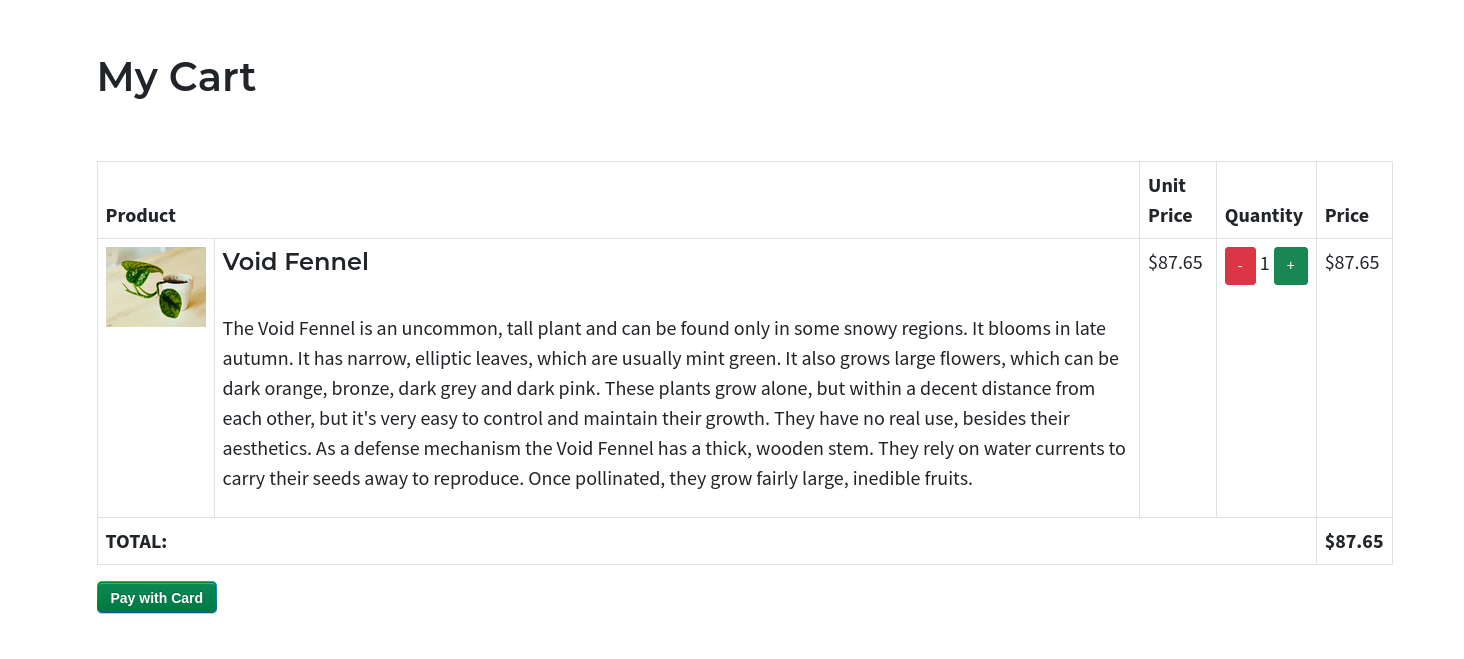 My Cart
Product
Unit
Price
Quantity
Price
Void Fennel
$87.65
- 1 +
$87.65
The Void Fennel is an uncommon, tall plant and can be found only in some snowy regions. It blooms in late
autumn. It has narrow, elliptic leaves, which are usually mint green. It also grows large flowers, which can be
dark orange, bronze, dark grey and dark pink. These plants grow alone, but within a decent distance from
each other, but it's very easy to control and maintain their growth. They have no real use, besides their
aesthetics. As a defense mechanism the Void Fennel has a thick, wooden stem. They rely on water currents to
carry their seeds away to reproduce. Once pollinated, they grow fairly large, inedible fruits.
TOTAL:
$87.65
Pay with Card